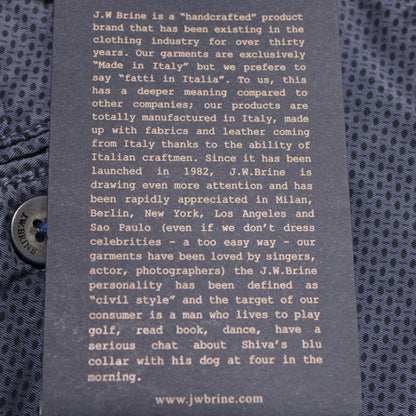 J.W Brine is a "handcrafted" product
brand that has been existing in the
clothing industry for over thirty
years. Our garments are exclusively
"Made in Italy" but we prefere to
say "fatti in Italia". To us, this
has a deeper meaning compared to
other companies; our products are
totally manufactured in Italy, made
up with fabrics and leather coming
from Italy thanks to the ability of
Italian craftmen. Since it has been
launched in 1982, J.W.Brine is
drawing even more attention and has
been rapidly appreciated in Milan,
Berlin, New York, Los Angeles and
Sao Paulo (even if we don't dress
celebrities - a too easy way - our
garments have been loved by singers,
actor, photographers) the J.W.Brine
personality has been defined as
"civil style" and the target of our
consumer is a man who lives to play
golf, read book, dance, have a
serious chat about Shiva's blu
collar with his dog at four in the
morning.
www.jwbrine.com
JW BRINE